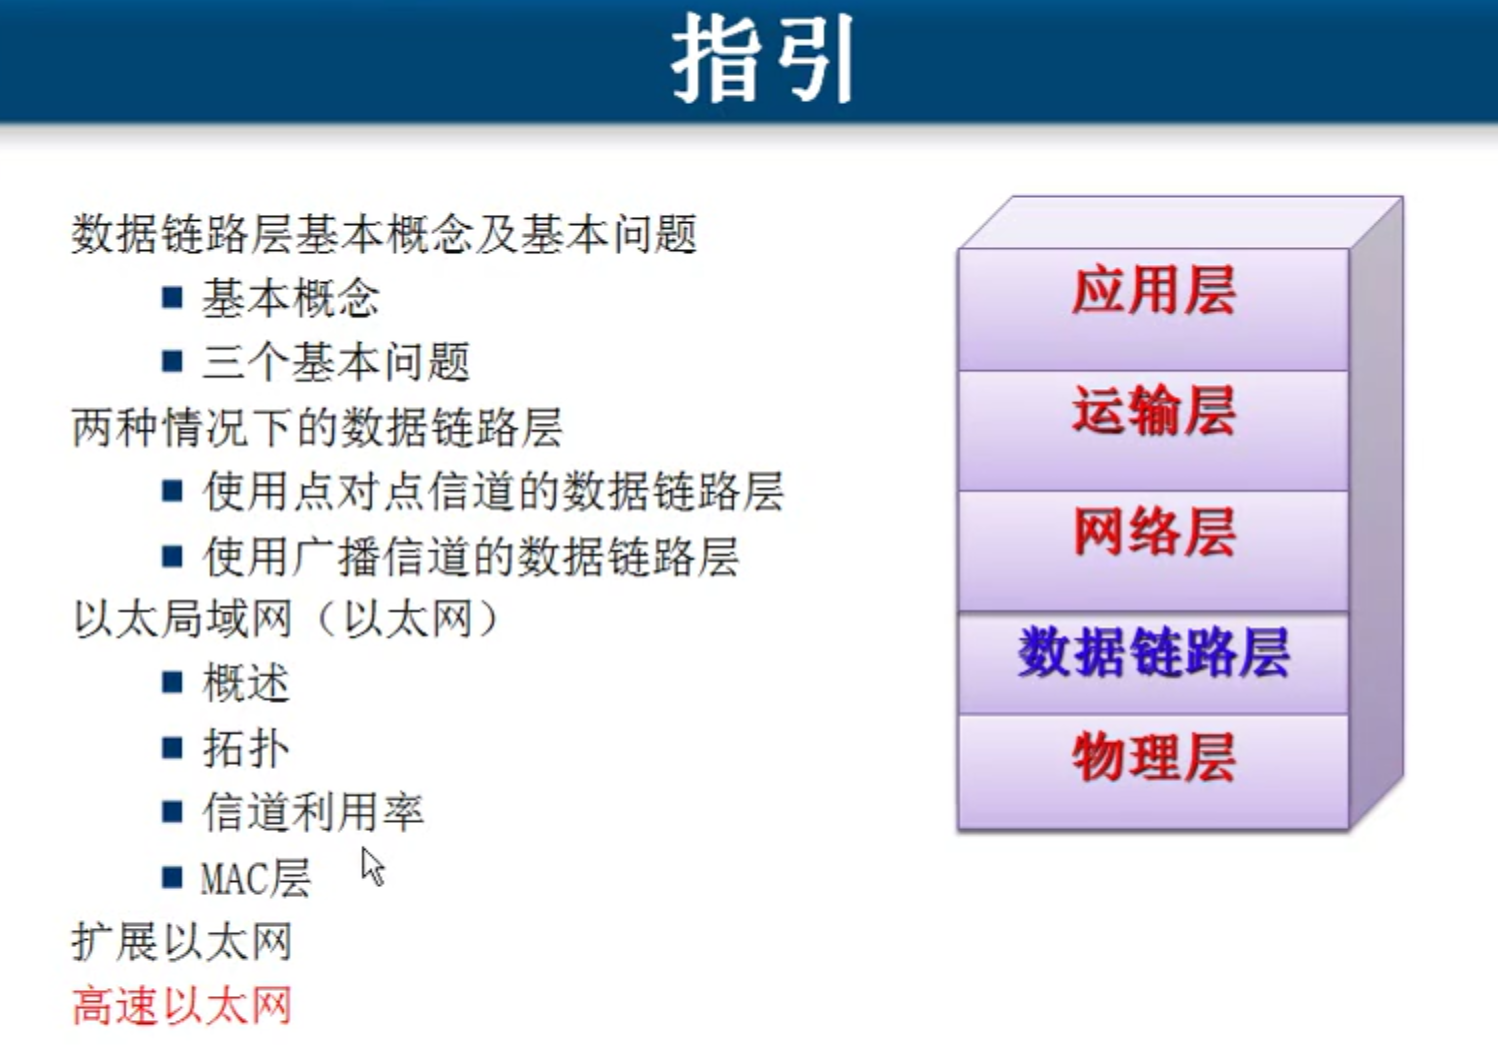 指引
数据链路层基本概念及基本问题
■ 基本概念
■ 三个基本问题
两种情况下的数据链路层
■ 使用点对点信道的数据链路层
■ 使用广播信道的数据链路层
以太局域网（以太网）
■ 概述
■ 拓扑
■ 信道利用率
■ MAC层
扩展以太网
高速以太网
应用层
运输层
网络层
数据链路层
物理层